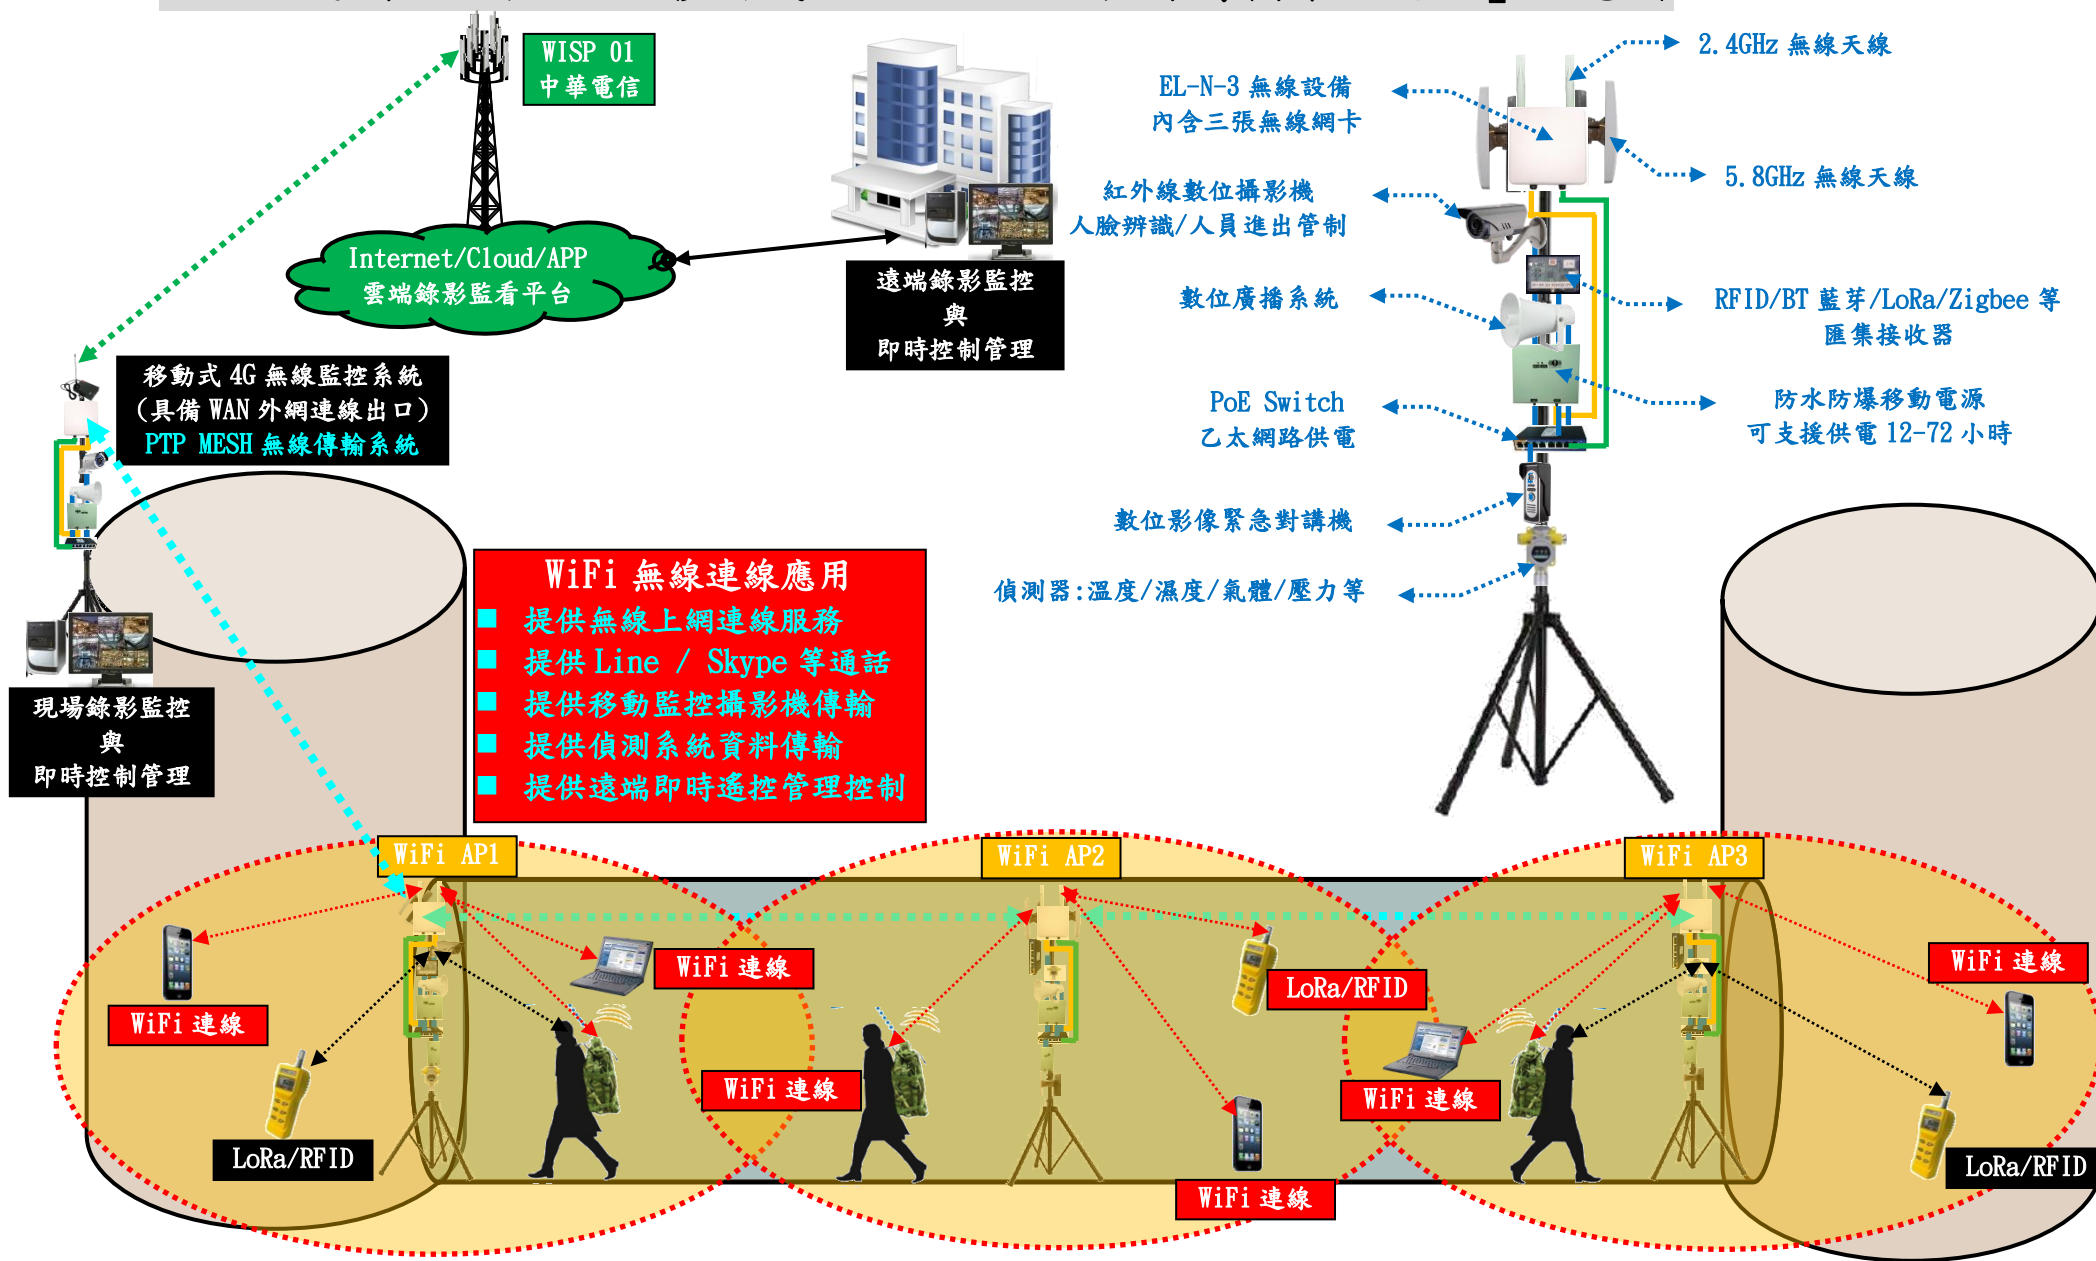 WISP 01
中華電信
Internet/Cloud/APP
雲端錄影監看平台
遠端錄影監控
與
即時控制管理
移動式 4G 無線監控系統
(具備 WAN 外網連線出口)
PTP MESH 無線傳輸系統
現場錄影監控
與
即時控制管理
2.4GHz 無線天線
EL-N-3 無線設備
內含三張無線網卡
5.8GHz 無線天線
紅外線數位攝影機
人臉辨識/人員進出管制
數位廣播系統
RFID/BT 藍芽/LoRa/Zigbee 等
匯集接收器
PoE Switch
乙太網路供電
防水防爆移動電源
可支援供電 12-72 小時
數位影像緊急對講機
偵測器:溫度/濕度/氣體/壓力等
WiFi 無線連線應用
提供無線上網連線服務
提供 Line / Skype 等通話
提供移動監控攝影機傳輸
提供偵測系統資料傳輸
提供遠端即時遙控管理控制
WiFi AP1
WiFi AP2
WiFi AP3
WiFi 連線
WiFi 連線
LoRa/RFID
WiFi 連線
LoRa/RFID
WiFi 連線
WiFi 連線
WiFi 連線
LoRa/RFID